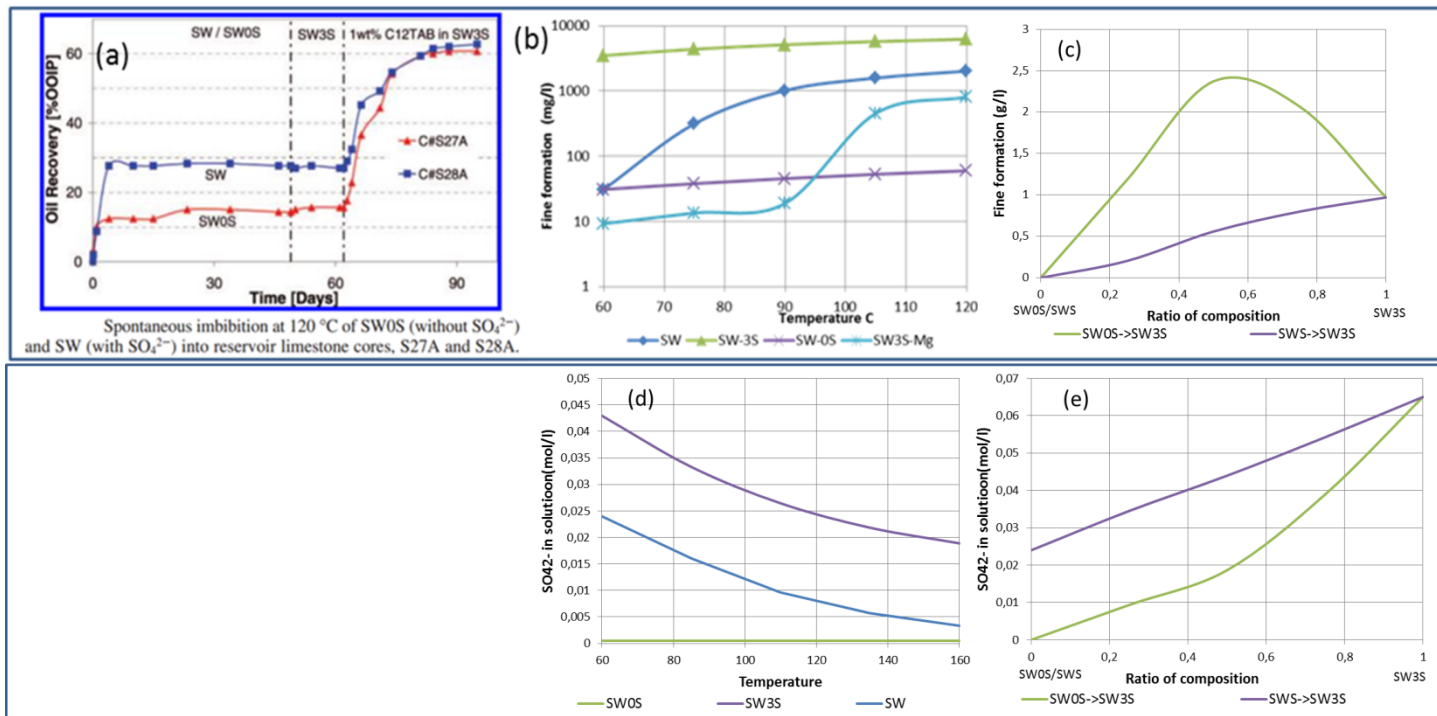 (a)
SW / SW0S
SW3S
1wt% C12TAB in SW3S
60
40
20
0
Oil Recovery [%OOIP]
C#S27A
C#S28A
SW
SW0S
0
30
60
90
Time [Days]
Spontaneous imbibition at 120 °C of SW0S (without SO₄²⁻)
and SW (with SO₄²⁻) into reservoir limestone cores, S27A and S28A.
(b)
10000
1000
100
10
1
Fine formation (mg/l)
60
70
80
90
100
110
120
Temperature C
SW
SW-3S
SW-0S
SW3S-Mg
(c)
3
2,5
2
1,5
1
0,5
0
Fine formation (g/l)
0
0,2
0,4
0,6
0,8
1
SW0S/SWS
Ratio of composition
SW3S
SW0S->SW3S
SWS->SW3S
(d)
0,05
0,045
0,04
0,035
0,03
0,025
0,02
0,015
0,01
0,005
0
SO42- in solutioon(mol/l)
60
80
100
120
140
160
Temperature
SW0S
SW3S
SW
(e)
0,07
0,06
0,05
0,04
0,03
0,02
0,01
0
SO42- in solutioon(mol/l)
0
0,2
0,4
0,6
0,8
1
SW0S/SWS
Ratio of composition
SW3S
SW0S->SW3S
SWS->SW3S